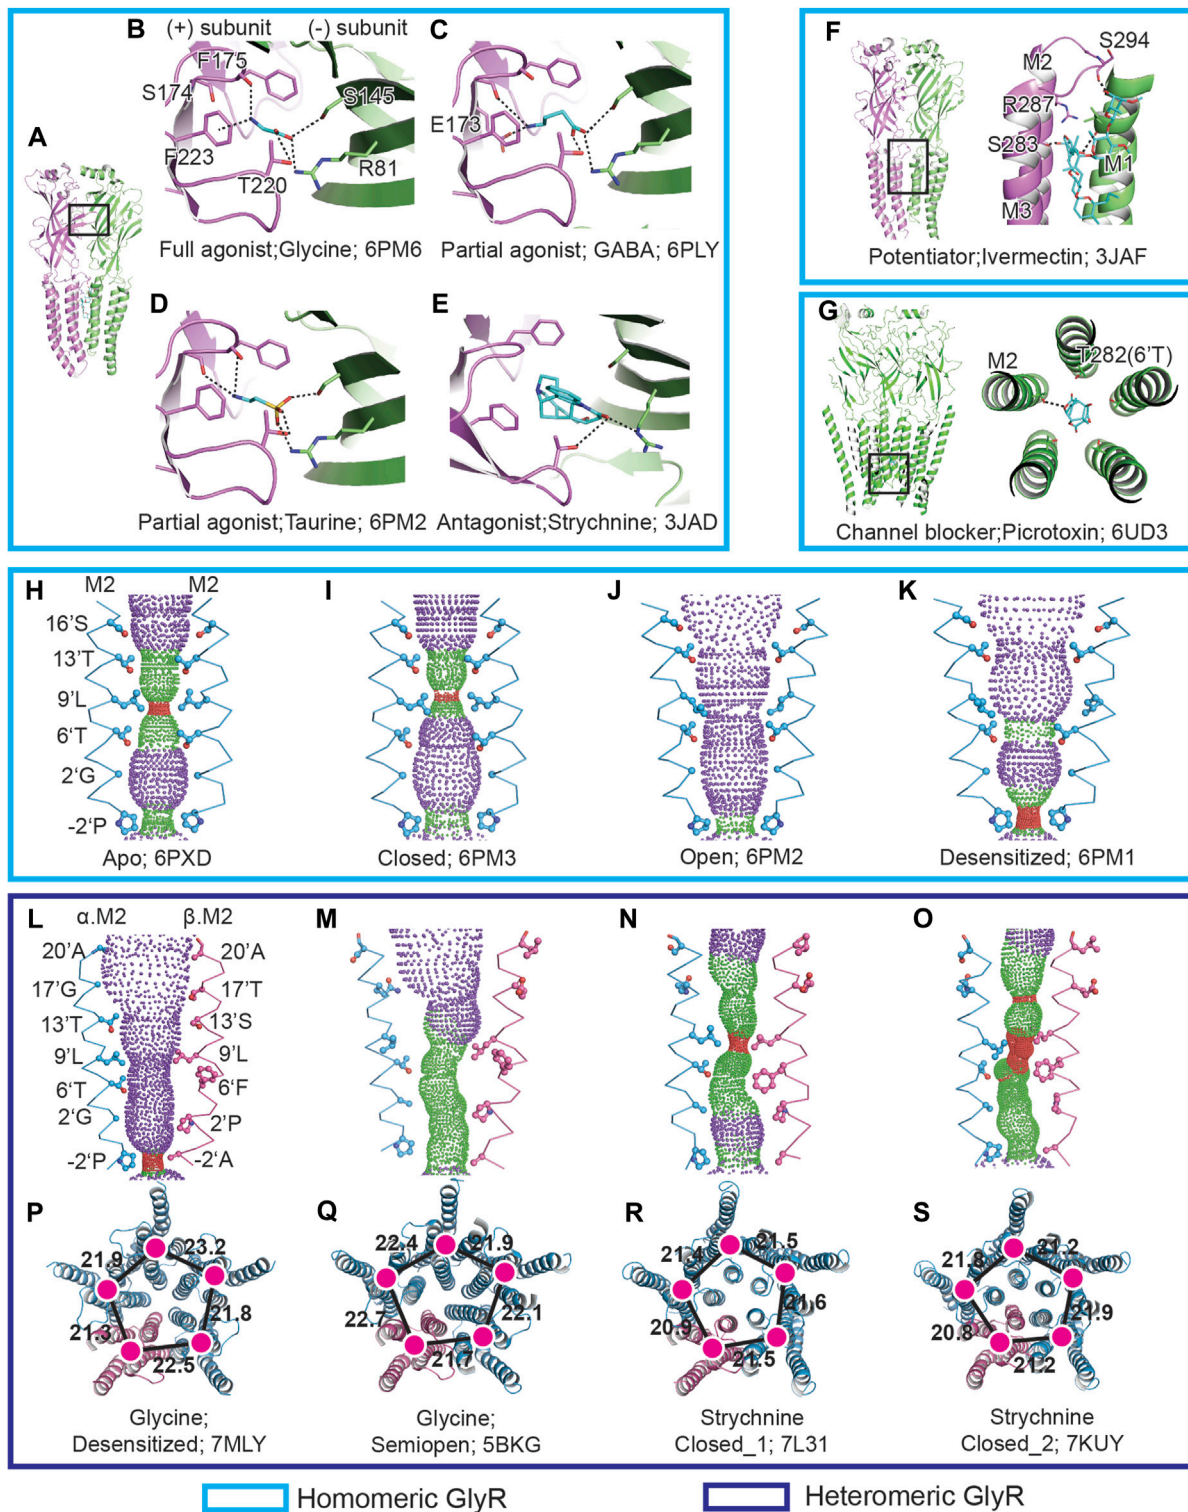 B (+) subunit (-) subunit
F175
S174
S145
F223
T220
R81
Full agonist;Glycine; 6PM6
C
E173
Partial agonist; GABA; 6PLY
A
D
Partial agonist;Taurine; 6PM2
E
Antagonist;Strychnine; 3JAD
F
S294
M2
R287
S283
M1
M3
Potentiator;Ivermectin; 3JAF
G
M2
T282(6'T)
Channel blocker;Picrotoxin; 6UD3
H M2 M2
16'S
13'T
9'L
6'T
2'G
-2'P
Apo; 6PXD
I
Closed; 6PM3
J
Open; 6PM2
K
Desensitized; 6PM1
L α.M2 β.M2
20'A 20'A
17'G 17'T
13'T 13'S
9'L 9'L
6'T 6'F
2'G 2'P
-2'P -2'A
M
N
O
P
21.9 23.2
21.8
21.3
22.5
Glycine;
Desensitized; 7MLY
Q
22.4 21.9
22.1
22.7
21.7
Glycine;
Semiopen; 5BKG
R
21.4 21.5
21.6
20.9
21.5
Strychnine
Closed_1; 7L31
S
21.8 21.2
21.9
20.8
21.2
Strychnine
Closed_2; 7KUY
Homomeric GlyR
Heteromeric GlyR